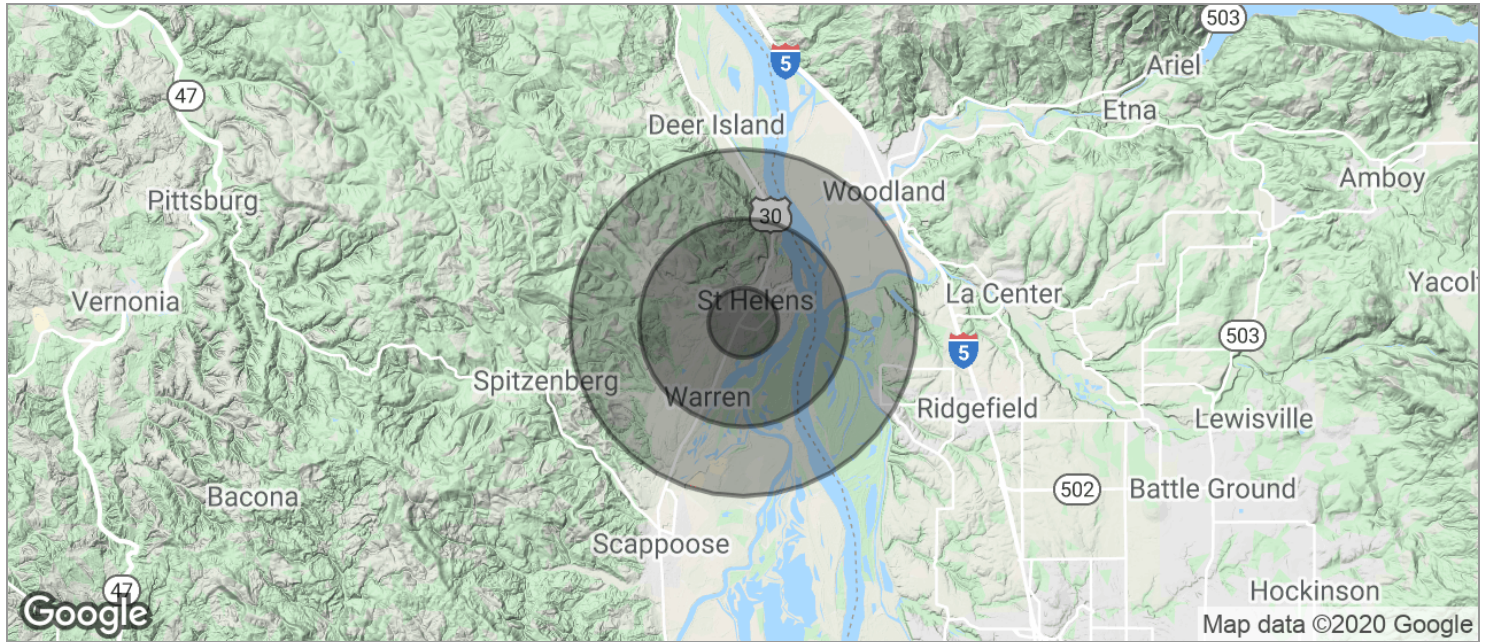 503
5
Ariel
47
Etna
Deer Island
Amboy
Woodland
Pittsburg
30
Yacol
St Helens
La Center
Vernonia
503
5
Spitzenberg
Warren
Ridgefield
Lewisville
502
Battle Ground
Bacona
Scappoose
47
Hockinson
Google
Map data ©2020 Google